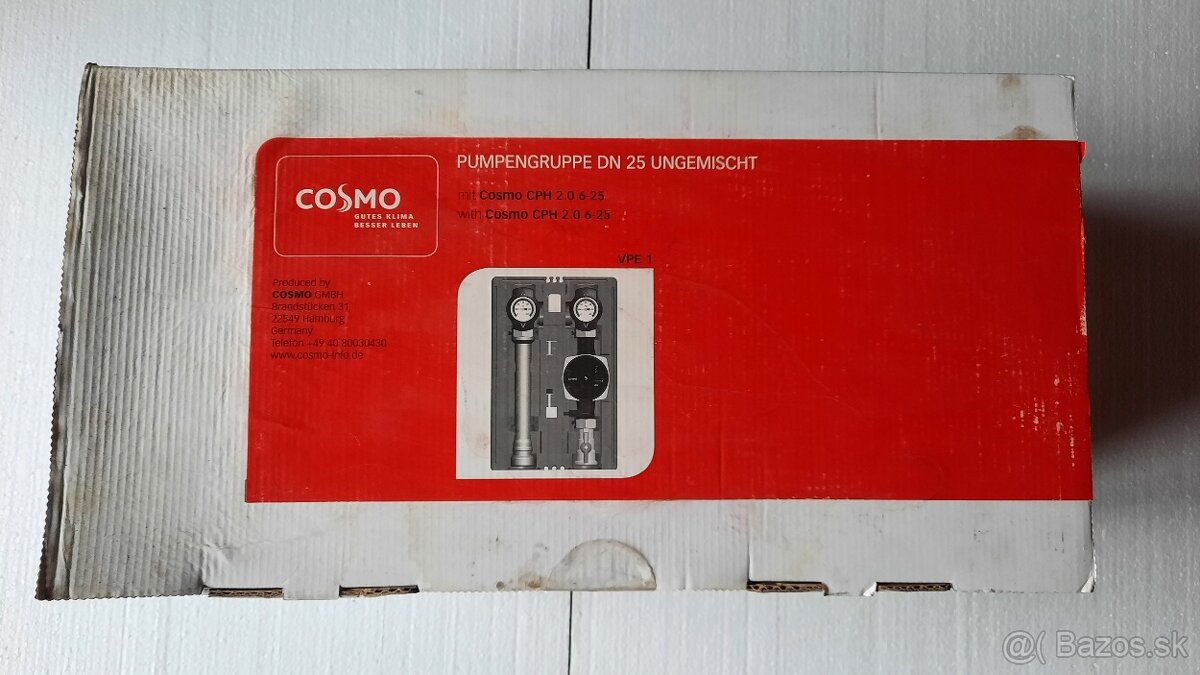 PUMPENGRUPPE DN 25 UNGEMISCHT
mit Cosmo CPH 2.0 6-25
with Cosmo CPH 2.0 6-25
COSMO
GUTES KLIMA
BESSER LEBEN
VPE 1
Produced by
COSMO GMBH
Brandstücken 31
22549 Hamburg
Germany
Telefon +49 40 80030430
www.cosmo-info.de
@( Bazos.sk